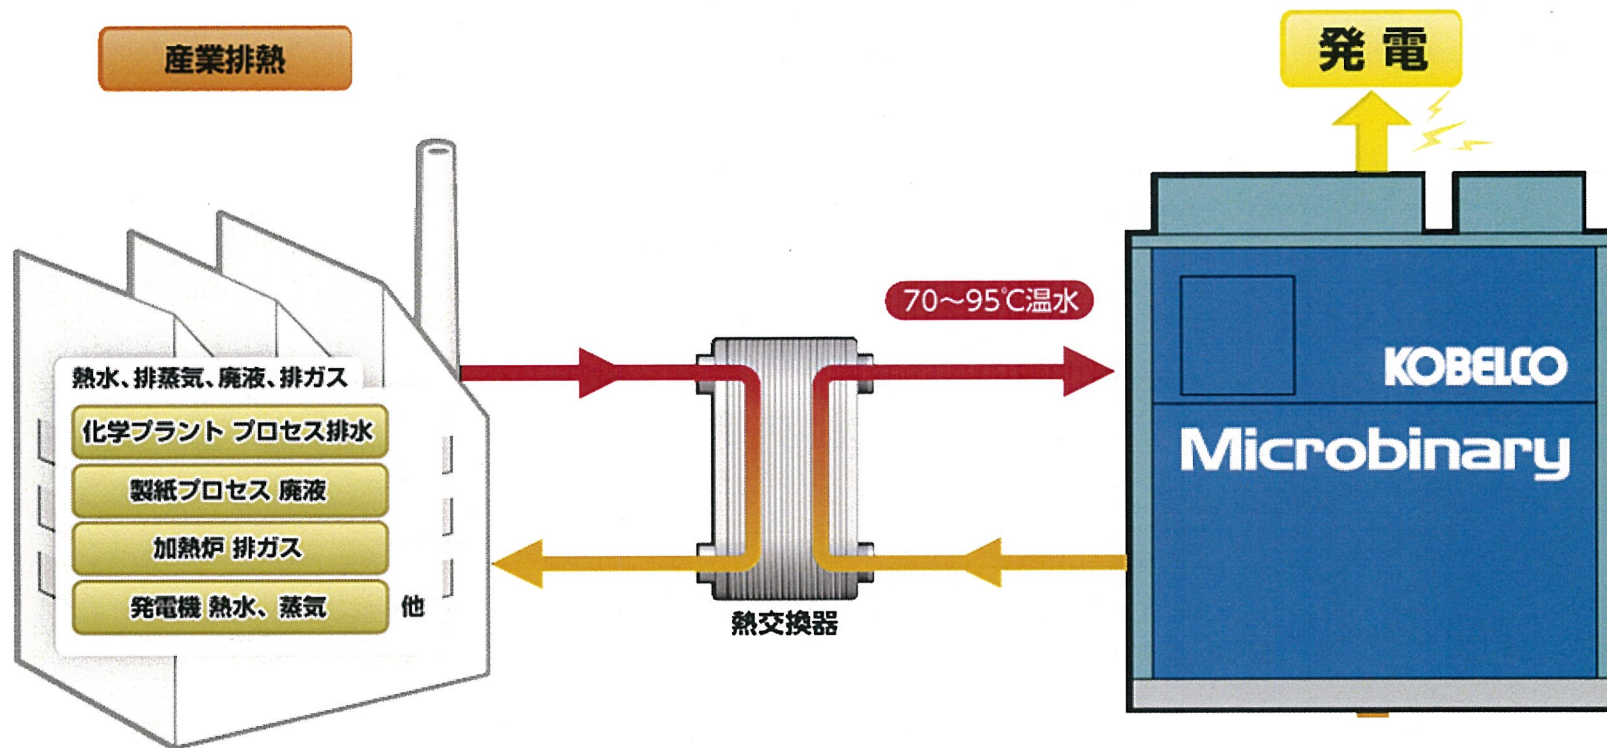 産業排熱
発電
70～95℃温水
熱水、排蒸気、廃液、排ガス
化学プラント プロセス排水
製紙プロセス 廃液
加熱炉 排ガス
発電機 熱水、蒸気 他
熱交換器
KOBELCO
Microbinary